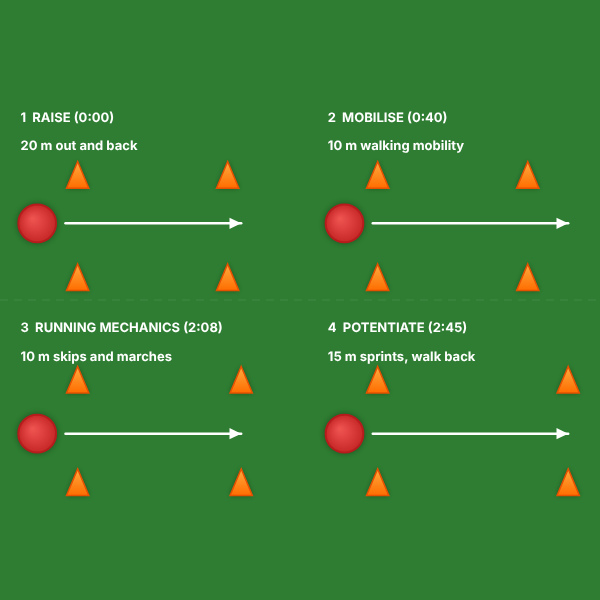 1 RAISE (0:00)
20 m out and back
2 MOBILISE (0:40)
10 m walking mobility
3 RUNNING MECHANICS (2:08)
10 m skips and marches
4 POTENTIATE (2:45)
15 m sprints, walk back